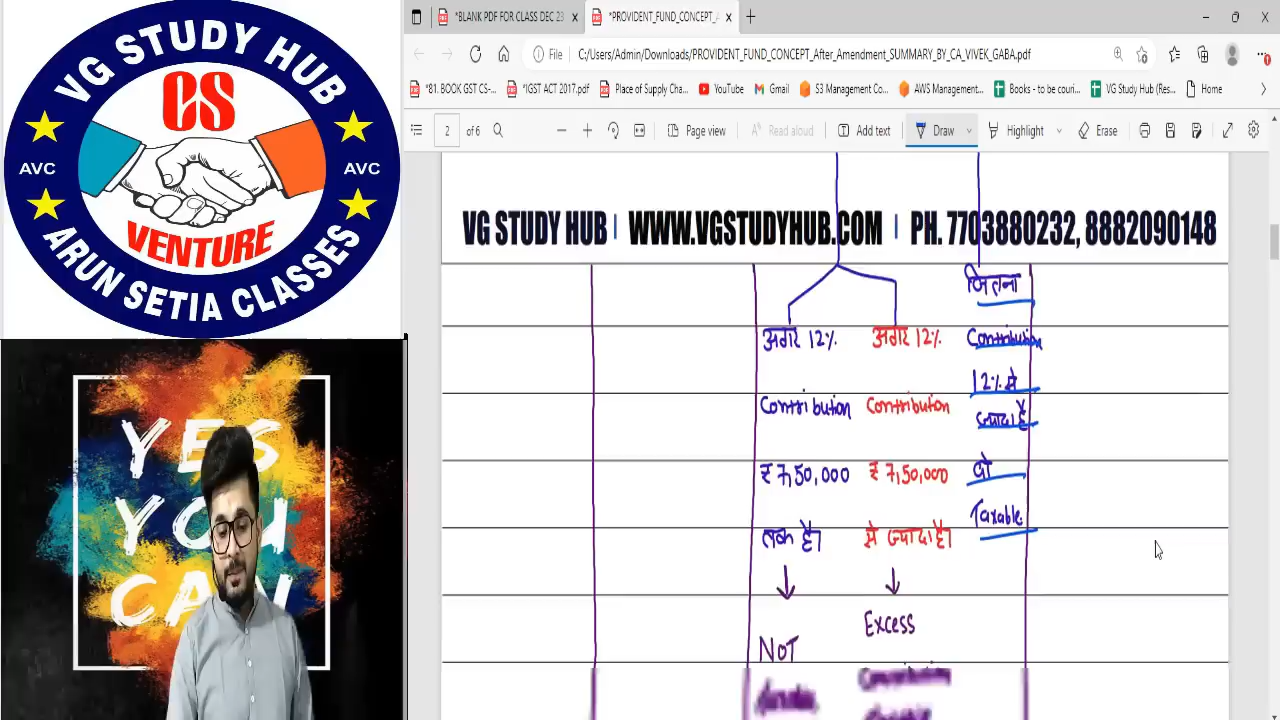 VG STUDY HUB
CS
AVC
AVC
VENTURE
ARUN SETIA CLASSES
YES
YOU
CAN
*BLANK PDF FOR CLASS DEC 23
*PROVIDENT_FUND_CONCEPT_A
File
C:/Users/Admin/Downloads/PROVIDENT_FUND_CONCEPT_After_Amendment_SUMMARY_BY_CA_VIVEK_GABA.pdf
*81. BOOK GST CS-...
*IGST ACT 2017.pdf
Place of Supply Cha...
YouTube
Gmail
S3 Management Co...
AWS Management...
Books - to be couri...
VG Study Hub (Res...
Home
2 of 6
Page view
Read aloud
Add text
Draw
Highlight
Erase
VG STUDY HUB | WWW.VGSTUDYHUB.COM | PH. 7703880232, 8882090148
जितना
अगर 12% अगर 12% Contribution
12% से
Contribution Contribution ज्यादा है
₹ 7,50,000 ₹ 7,50,000 वो
Taxable
तक है। से ज्यादा है।
Excess
NOT